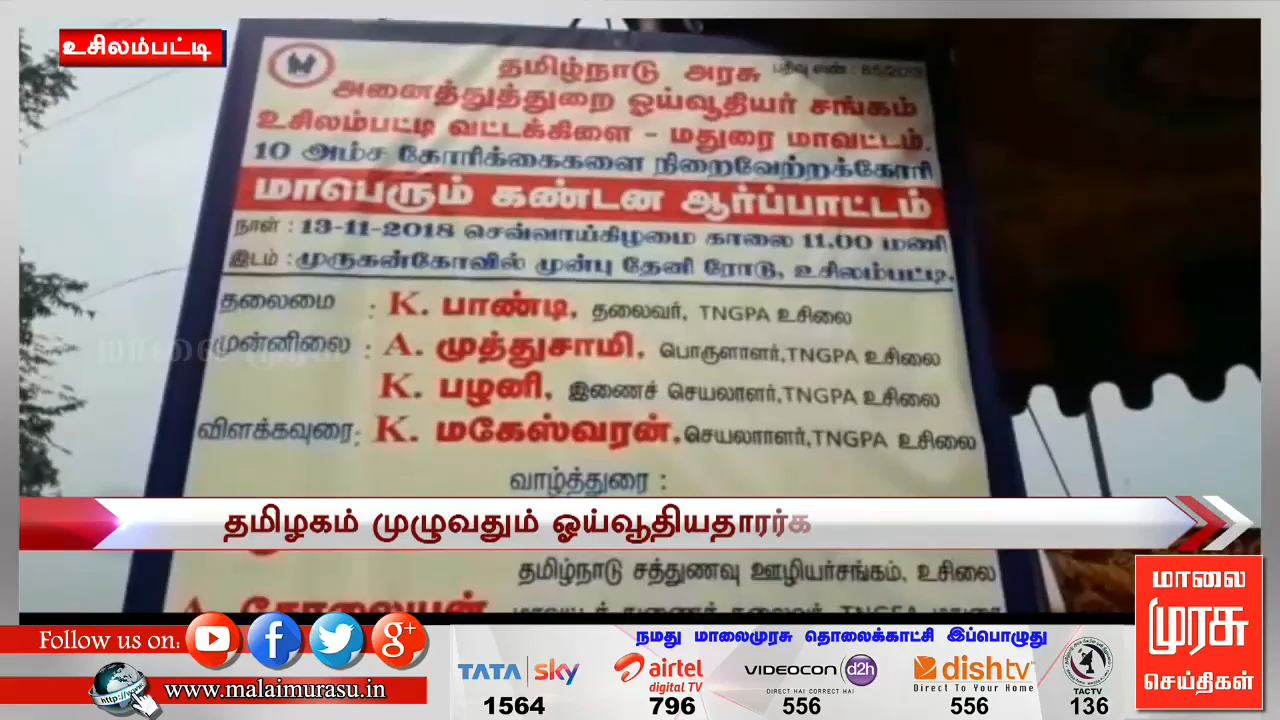 உசிலம்பட்டி
தமிழ்நாடு அரசு
அனைத்துத்துறை ஓய்வூதியர் சங்கம்
உசிலம்பட்டி வட்டக்கிளை - மதுரை மாவட்டம்.
10 அம்ச கோரிக்கைகளை நிறைவேற்றக்கோரி
மாபெரும் கண்டன ஆர்ப்பாட்டம்
நாள் : 13-11-2018 செவ்வாய்கிழமை காலை 11.00 மணி
இடம் : முருகன்கோவில் முன்பு தேனி ரோடு, உசிலம்பட்டி.
தலைமை : K. பாண்டி, தலைவர், TNGPA உசிலை
முன்னிலை : A. முத்துசாமி, பொருளாளர்,TNGPA உசிலை
K. பழனி, இணைச் செயலாளர்,TNGPA உசிலை
விளக்கவுரை: K. மகேஸ்வரன்.செயலாளர்,TNGPA உசிலை
வாழ்த்துரை :
தமிழகம் முழுவதும் ஓய்வூதியதாரர்க
தமிழ்நாடு சத்துணவு ஊழியர்சங்கம், உசிலை
மாலை
முரசு
செய்திகள்
Follow us on:
http://www
www.malaimurasu.in
நமது மாலைமுரசு தொலைக்காட்சி இப்பொழுது
TATA sky
1564
airtel
digital TV
796
VIDEOCON d2h
DIRECT HAI CORRECT HAI
556
dishtv
Direct To Your Home
556
TACTV
136